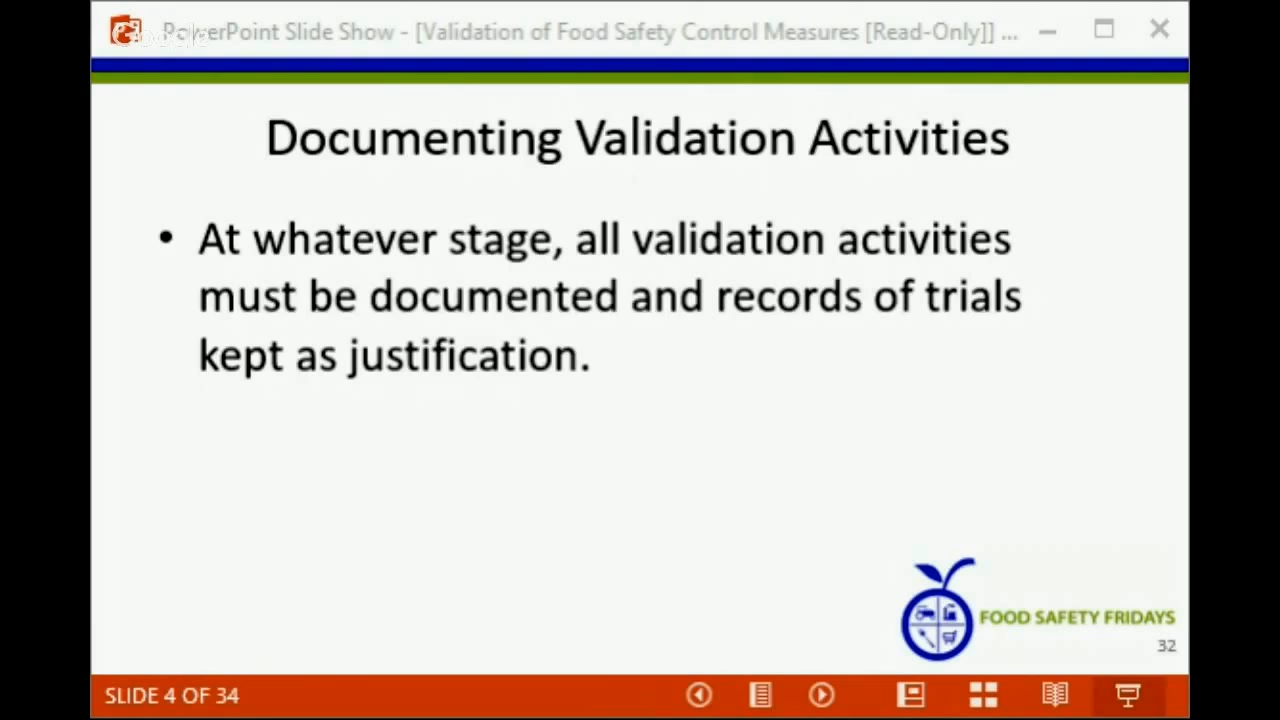 PowerPoint Slide Show - [Validation of Food Safety Control Measures [Read-Only]] ...
Google
Documenting Validation Activities
• At whatever stage, all validation activities
must be documented and records of trials
kept as justification.
FOOD SAFETY FRIDAYS
32
SLIDE 4 OF 34